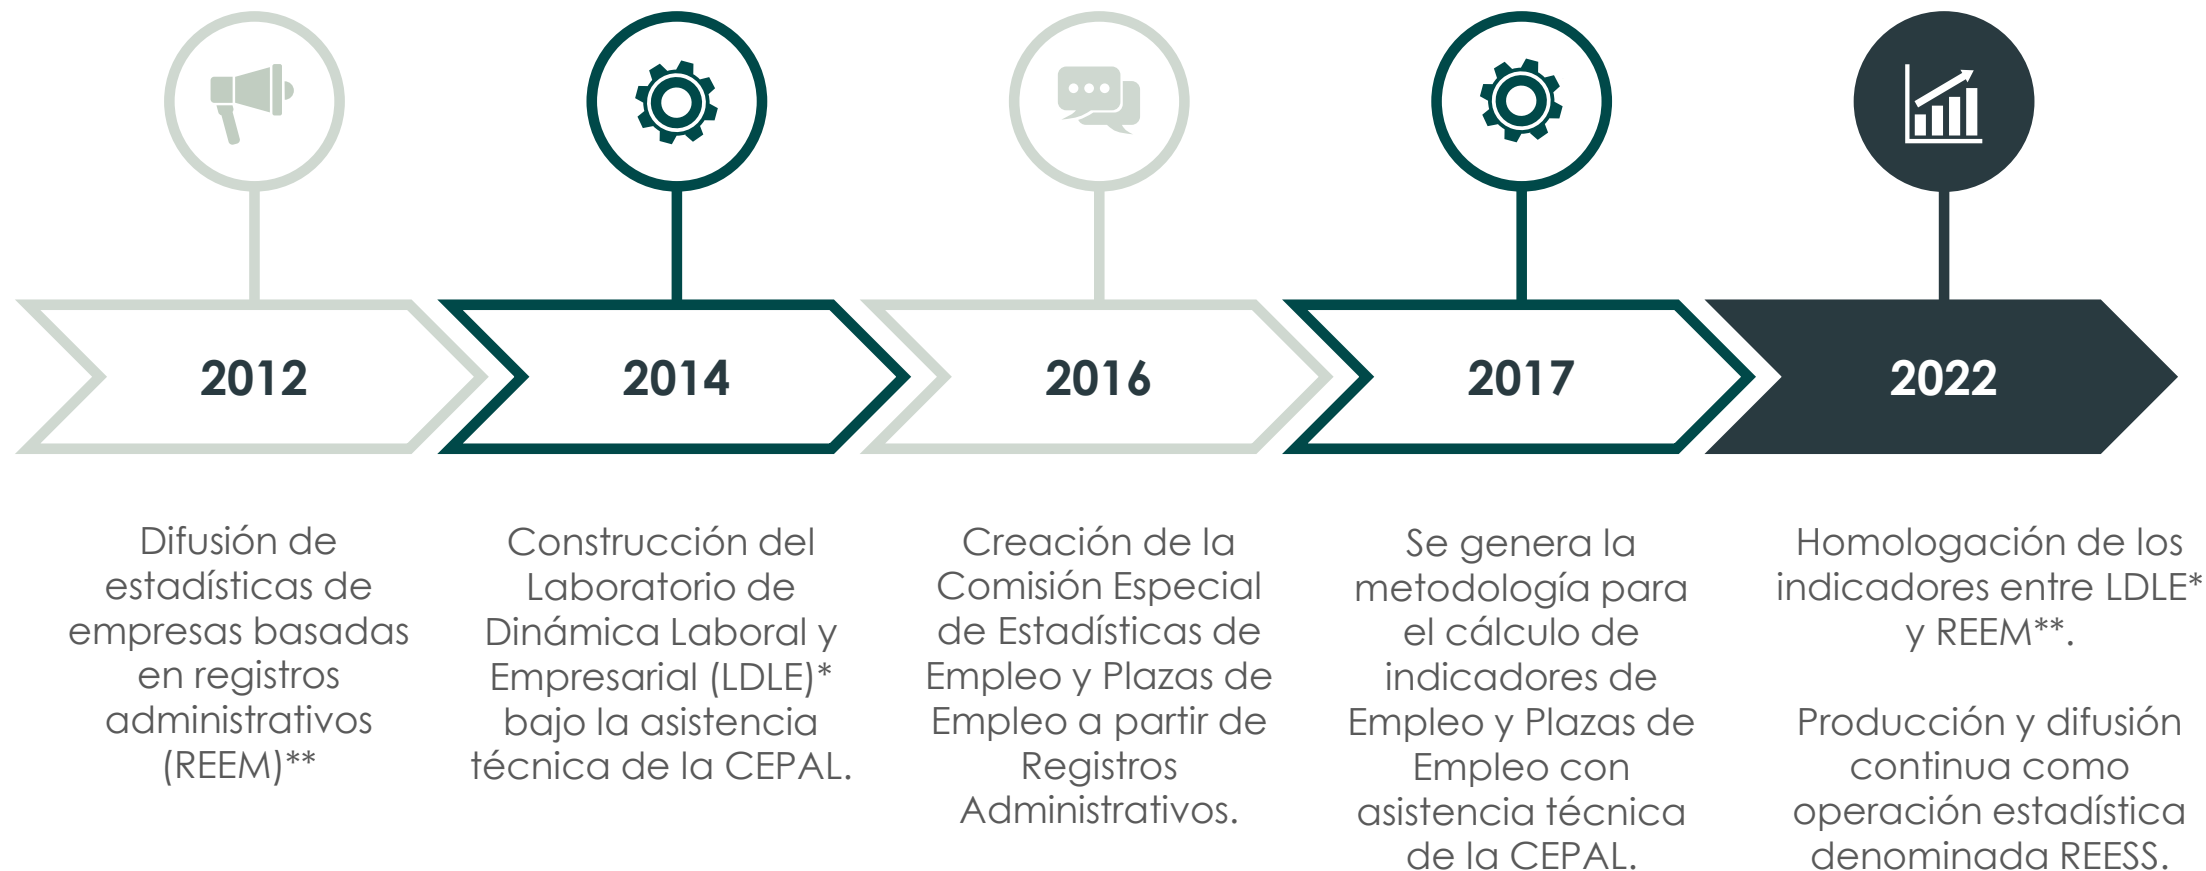 2012
2014
2016
2017
2022
Difusión de
estadísticas de
empresas basadas
en registros
administrativos
(REEM)**
Construcción del
Laboratorio de
Dinámica Laboral y
Empresarial (LDLE)*
bajo la asistencia
técnica de la CEPAL.
Creación de la
Comisión Especial
de Estadísticas de
Empleo y Plazas de
Empleo a partir de
Registros
Administrativos.
Se genera la
metodología para
el cálculo de
indicadores de
Empleo y Plazas de
Empleo con
asistencia técnica
de la CEPAL.
Homologación de los
indicadores entre LDLE*
y REEM**.
Producción y difusión
continua como
operación estadística
denominada REESS.